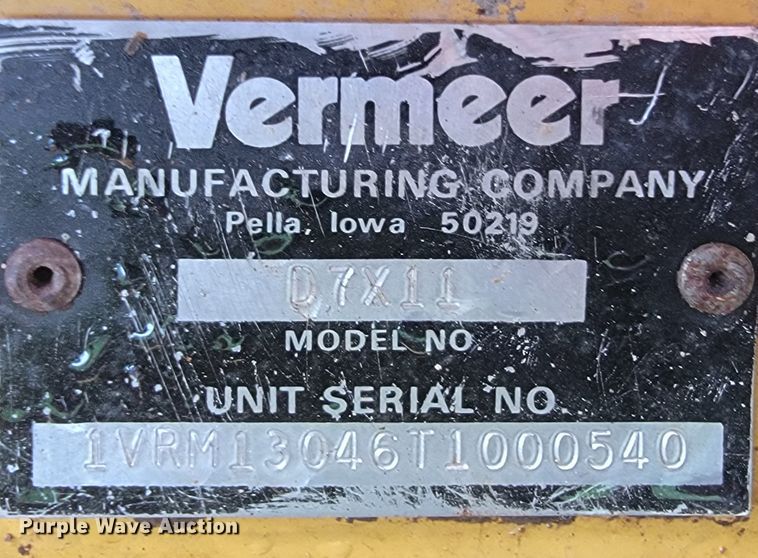 Vermeer
MANUFACTURING COMPANY
Pella, Iowa 50219
D7X11
MODEL NO.
UNIT SERIAL NO.
1VRM13046T1000540
Purple Wave Auction